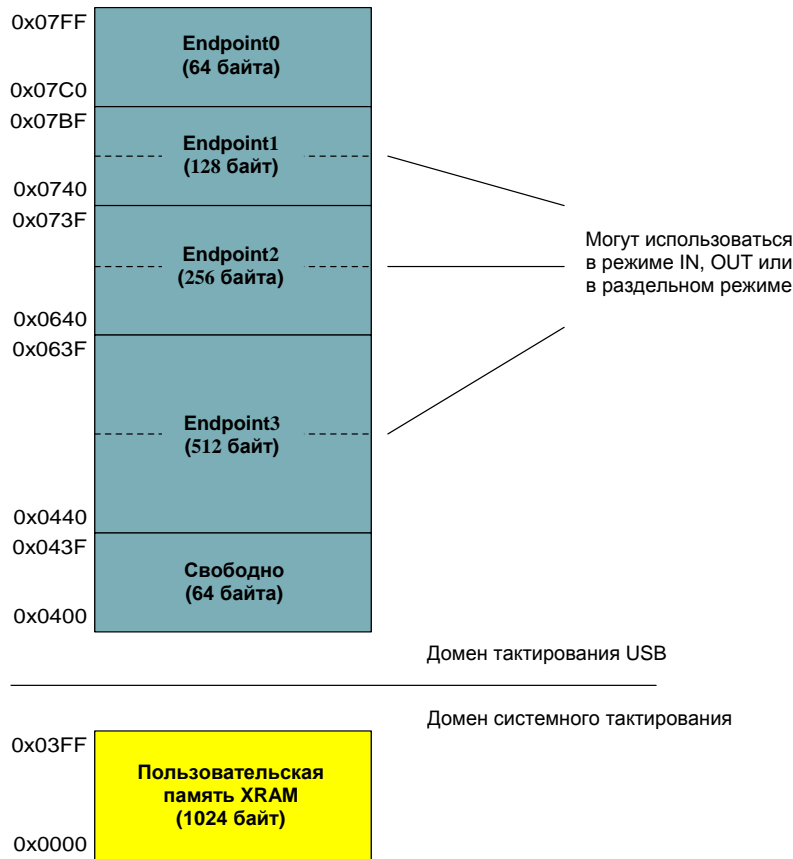 0x07FF
Endpoint0
(64 байта)
0x07C0
0x07BF
Endpoint1
(128 байт)
0x0740
0x073F
Endpoint2
(256 байта)
0x0640
0x063F
Endpoint3
(512 байт)
0x0440
0x043F
Свободно
(64 байта)
0x0400
Могут использоваться
в режиме IN, OUT или
в раздельном режиме
Домен тактирования USB
Домен системного тактирования
0x03FF
Пользовательская
память XRAM
(1024 байт)
0x0000